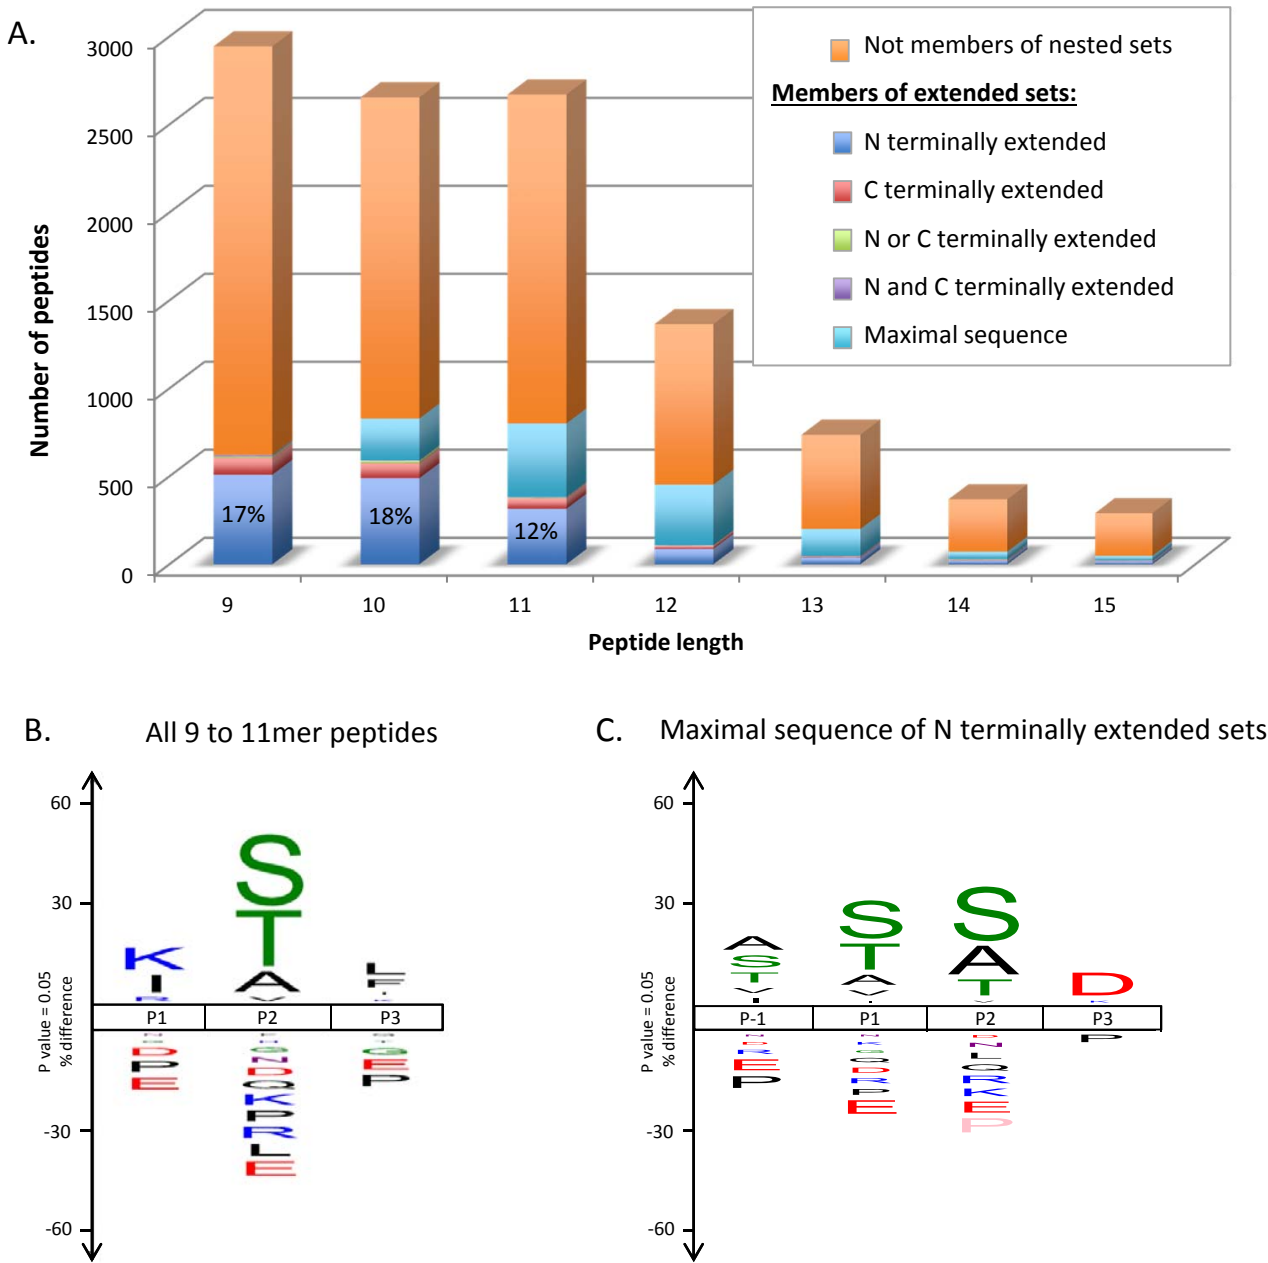 A.
3000
2500
2000
1500
1000
500
0
Number of peptides
17%
18%
12%
9 10 11 12 13 14 15
Peptide length
Not members of nested sets
Members of extended sets:
N terminally extended
C terminally extended
N or C terminally extended
N and C terminally extended
Maximal sequence
B.
All 9 to 11mer peptides
60
30
-30
-60
P value = 0.05
% difference
K
I
R
S
T
A
V
L
F
P1 P2 P3
D
P
E
G
N
D
Q
K
P
R
L
E
G
E
P
C.
Maximal sequence of N terminally extended sets
60
30
-30
-60
P value = 0.05
% difference
A
S
T
V
S
T
A
V
S
A
T
V
D
K
P-1 P1 P2 P3
N
D
R
E
P
N
K
G
Q
D
R
P
E
D
N
L
Q
R
K
E
P
P